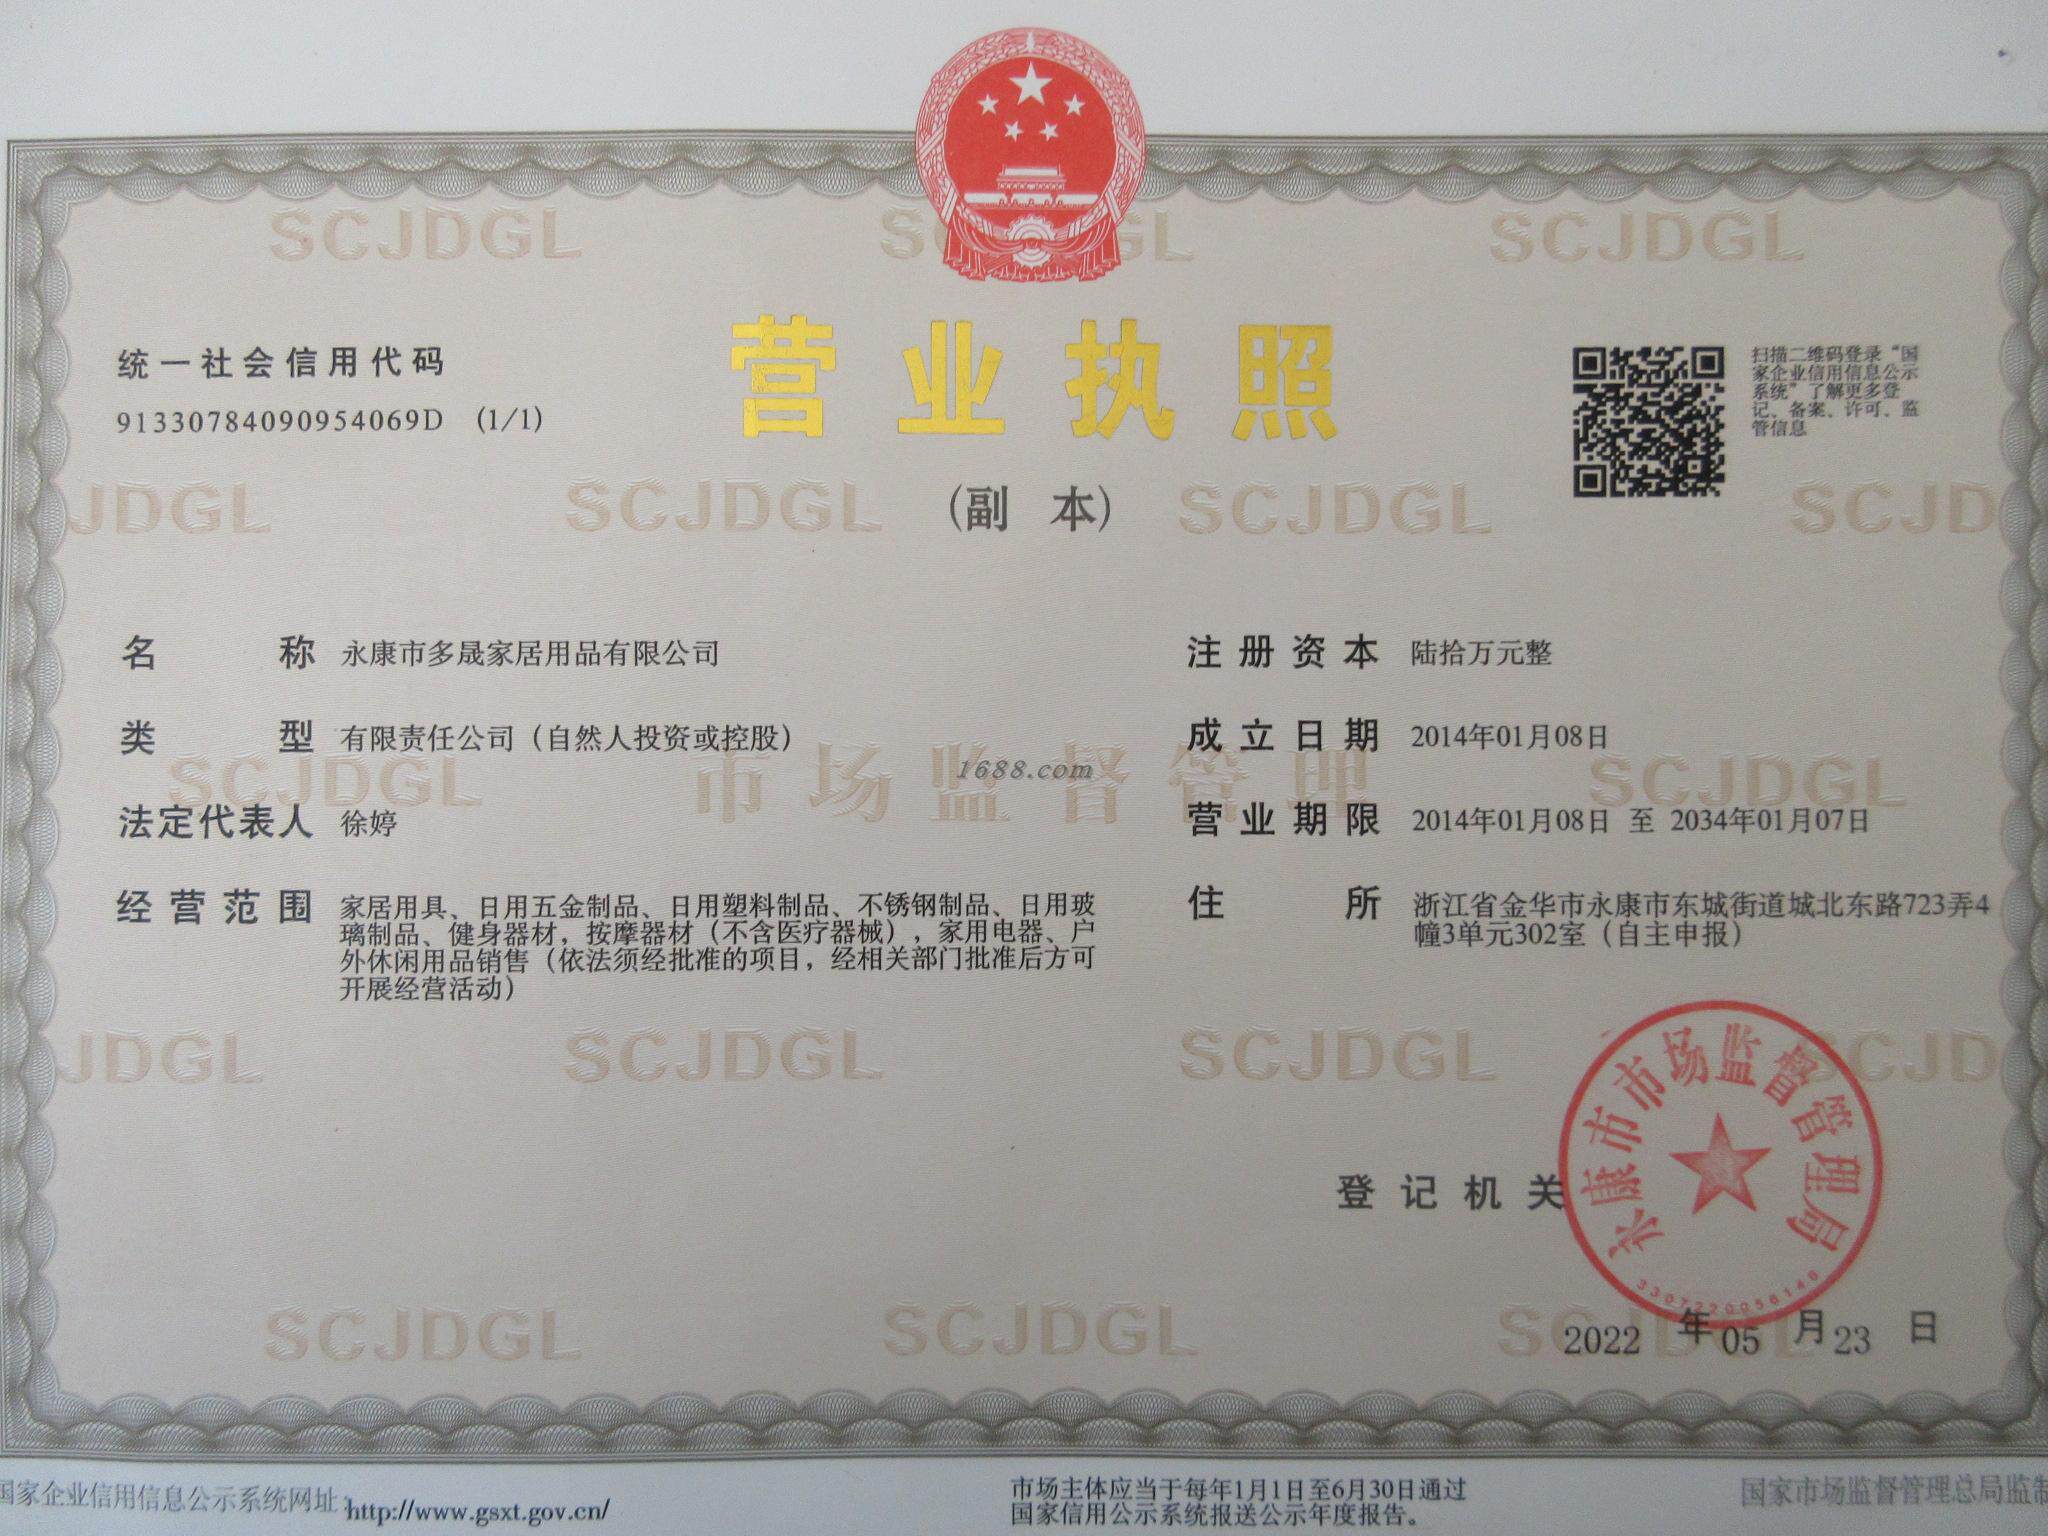 SCJDGL
SCJDGL
营业执照
(副 本)
统一社会信用代码
91330784090954069D (1/1)
扫描二维码登录“国
家企业信用信息公示
系统”了解更多登
记、备案、许可、监
管信息
JDGL SCJDGL SCJDGL SCJD
名 称 永康市多晟家居用品有限公司
类 型 有限责任公司（自然人投资或控股）
法定代表人 徐婷
经营范围 家居用具、日用五金制品、日用塑料制品、不锈钢制品、日用玻
璃制品、健身器材，按摩器材（不含医疗器械），家用电器、户
外休闲用品销售（依法须经批准的项目，经相关部门批准后方可
开展经营活动）
注册资本 陆拾万元整
成立日期 2014年01月08日
营业期限 2014年01月08日 至 2034年01月07日
住 所 浙江省金华市永康市东城街道城北东路723弄4
幢3单元302室（自主申报）
SCJDGL 市场监督管理 SCJDGL
1688.com
JDGL SCJDGL SCJDGL SCJD
登记机关
永康市市场监督管理局
3307220056146
2022 年 05 月 23 日
SCJDGL SCJDGL
国家企业信用信息公示系统网址：http://www.gsxt.gov.cn/
市场主体应当于每年1月1日至6月30日通过
国家信用公示系统报送公示年度报告。
国家市场监督管理总局监制